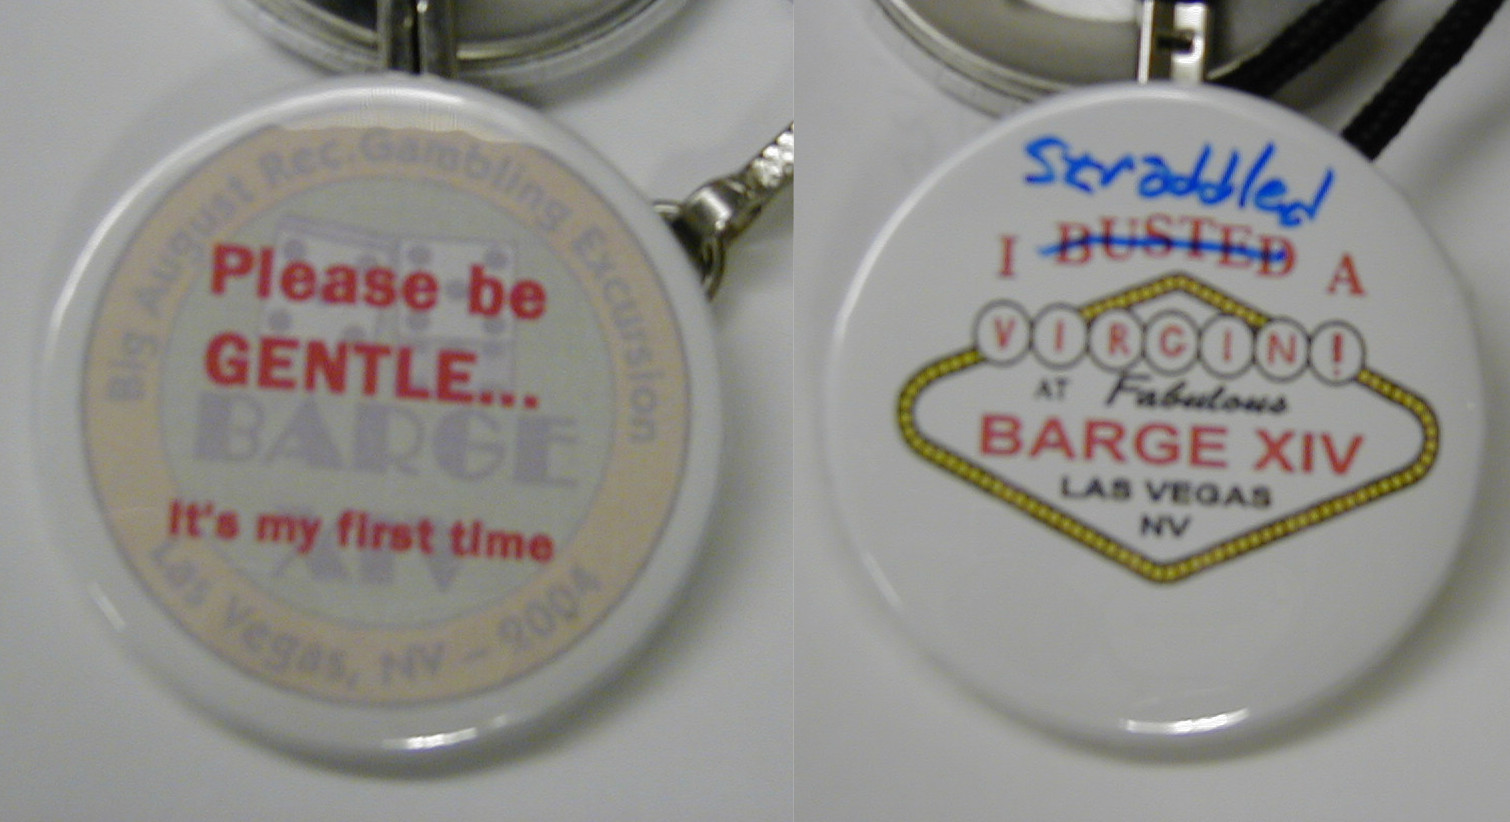 Big August Rec.Gambling Excursion
Please be
GENTLE...
BARGE
It's my first time
XIV
Las Vegas, NV - 2004
Straddled
I BUSTED A
VIRGIN!
AT Fabulous
BARGE XIV
LAS VEGAS
NV